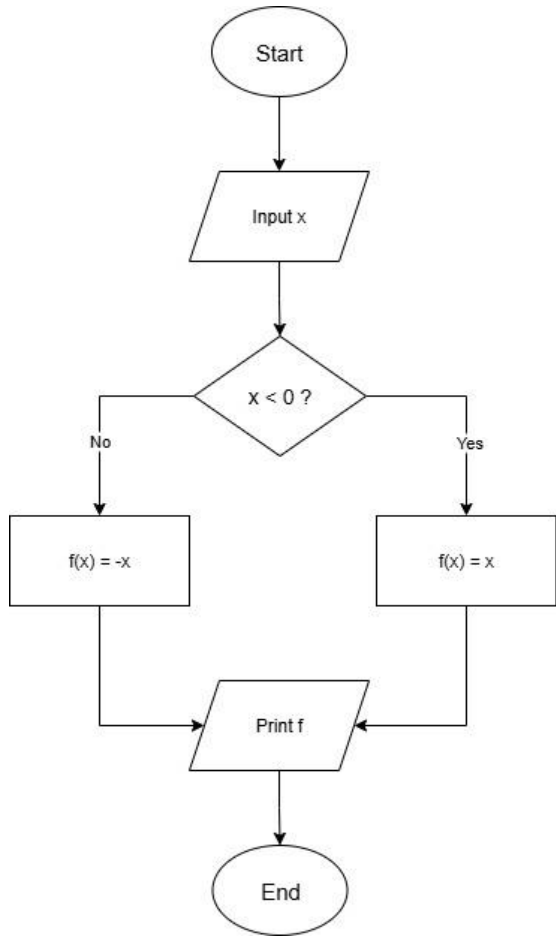 Start
Input x
x < 0 ?
No
Yes
f(x) = -x
f(x) = x
Print f
End